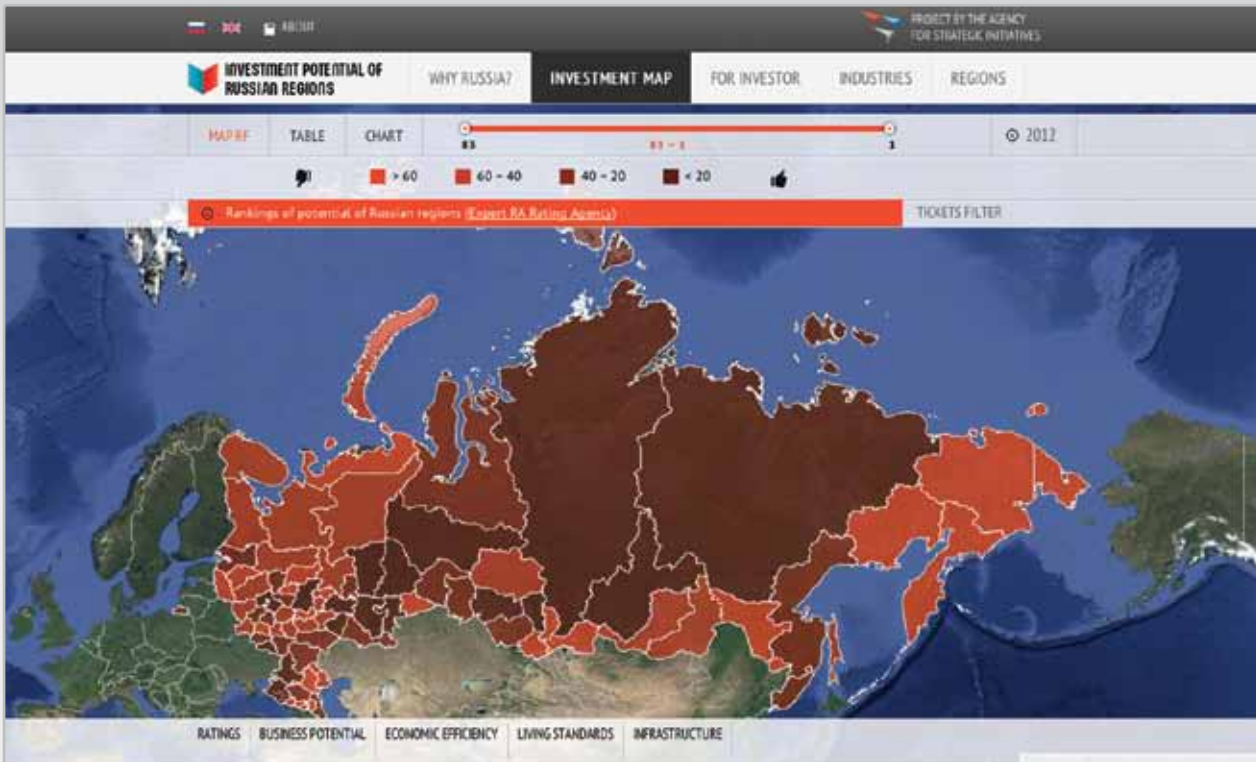 ABOUT
PROJECT BY THE AGENCY
FOR STRATEGIC INITIATIVES
INVESTMENT POTENTIAL OF
RUSSIAN REGIONS
WHY RUSSIA?
INVESTMENT MAP
FOR INVESTOR
INDUSTRIES
REGIONS
MAP RF
TABLE
CHART
83
83 – 1
1
2012
> 60
60 – 40
40 – 20
< 20
Rankings of potential of Russian regions (Expert RA Rating Agency)
TICKETS FILTER
RATINGS
BUSINESS POTENTIAL
ECONOMIC EFFICIENCY
LIVING STANDARDS
INFRASTRUCTURE